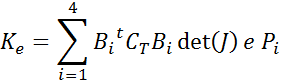 $K_e = \sum_{i=1}^{4} B_i{}^t C_T B_i \det(J)\, e\, P_i$